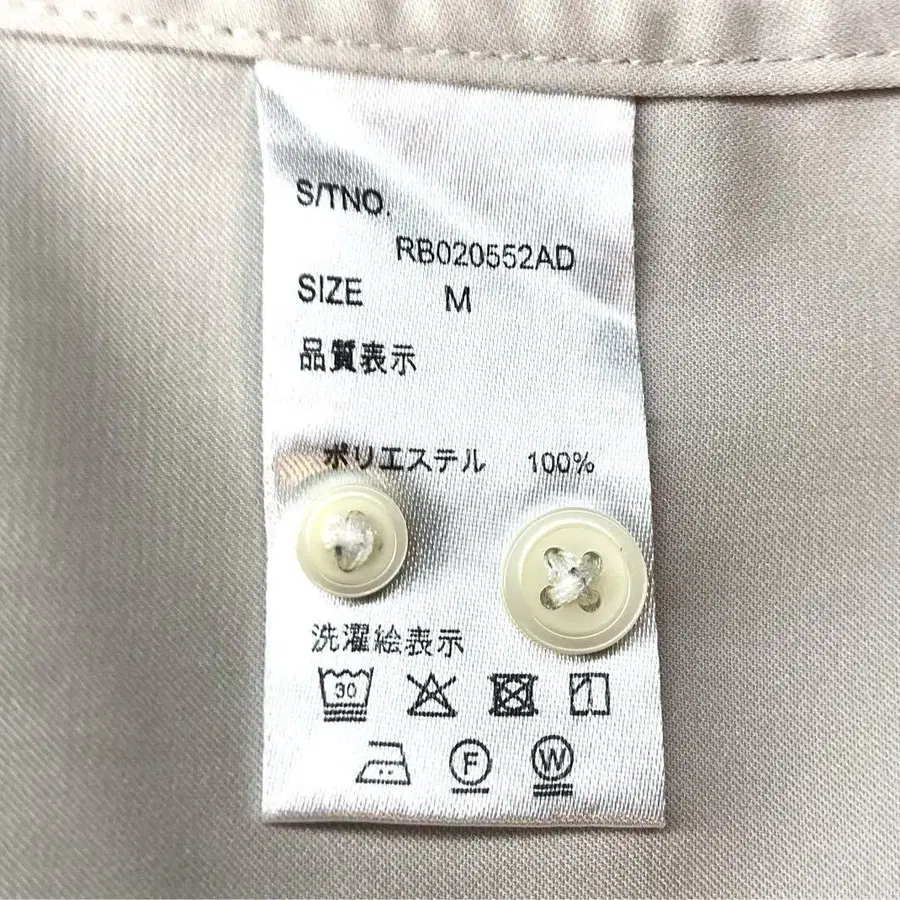 S/TNO.
RB020552AD
SIZE M
品質表示
ポリエステル 100%
洗濯絵表示
30
F
W